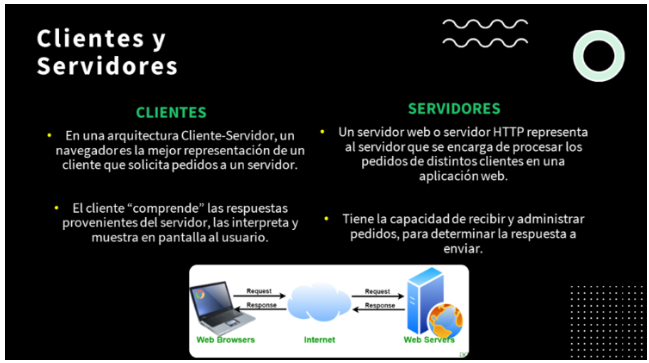 Clientes y
Servidores
CLIENTES
• En una arquitectura Cliente-Servidor, un
navegador es la mejor representación de un
cliente que solicita pedidos a un servidor.
• El cliente “comprende” las respuestas
provenientes del servidor, las interpreta y
muestra en pantalla al usuario.
SERVIDORES
• Un servidor web o servidor HTTP representa
al servidor que se encarga de procesar los
pedidos de distintos clientes en una
aplicación web.
• Tiene la capacidad de recibir y administrar
pedidos, para determinar la respuesta a
enviar.
Request
Response
Request
Response
Web Browsers
Internet
Web Servers